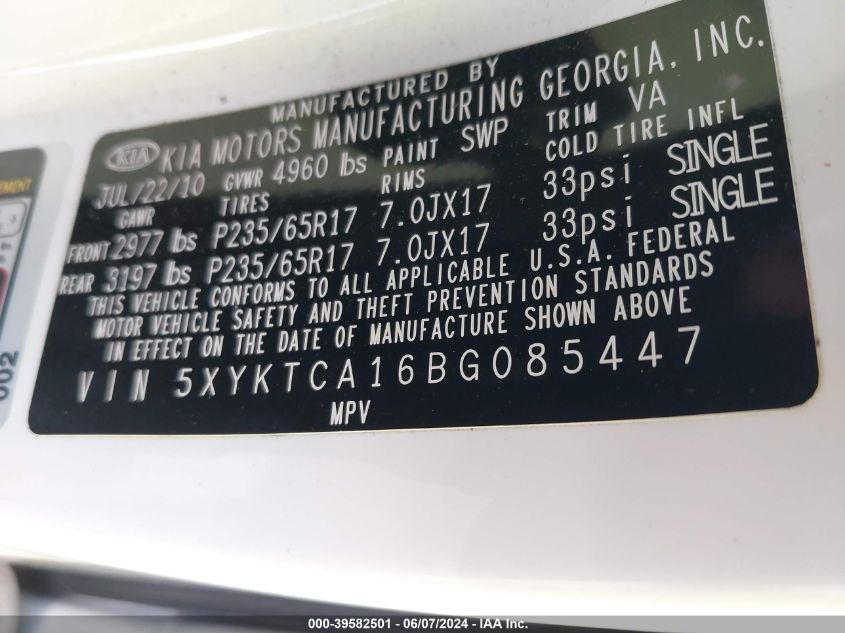 MANUFACTURED BY
KIA KIA MOTORS MANUFACTURING GEORGIA, INC.
JUL/22/10 GVWR 4960 lbs PAINT SWP TRIM VA
GAWR TIRES RIMS COLD TIRE INFL
FRONT 2977 lbs P235/65R17 7.0JX17 33psi SINGLE
REAR 3197 lbs P235/65R17 7.0JX17 33psi SINGLE
THIS VEHICLE CONFORMS TO ALL APPLICABLE U.S.A. FEDERAL
MOTOR VEHICLE SAFETY AND THEFT PREVENTION STANDARDS
IN EFFECT ON THE DATE OF MANUFACTURE SHOWN ABOVE
VIN 5XYKTCA16BG085447
MPV
002
000-39582501 - 06/07/2024 - IAA Inc.